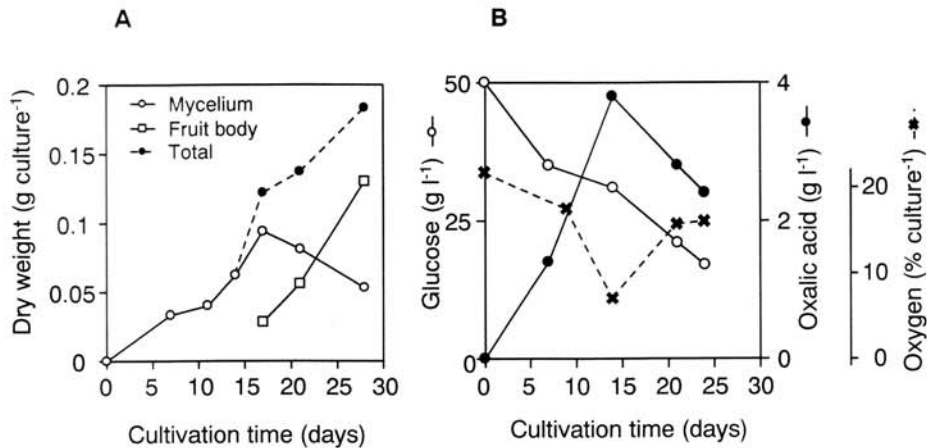 A
Dry weight (g culture⁻¹)
0.2
0.15
0.1
0.05
0
Mycelium
Fruit body
Total
0 5 10 15 20 25 30
Cultivation time (days)
B
Glucose (g l⁻¹)
50
25
0
0 5 10 15 20 25 30
Cultivation time (days)
4
2
0
Oxalic acid (g l⁻¹)
20
10
0
Oxygen (% culture⁻¹)